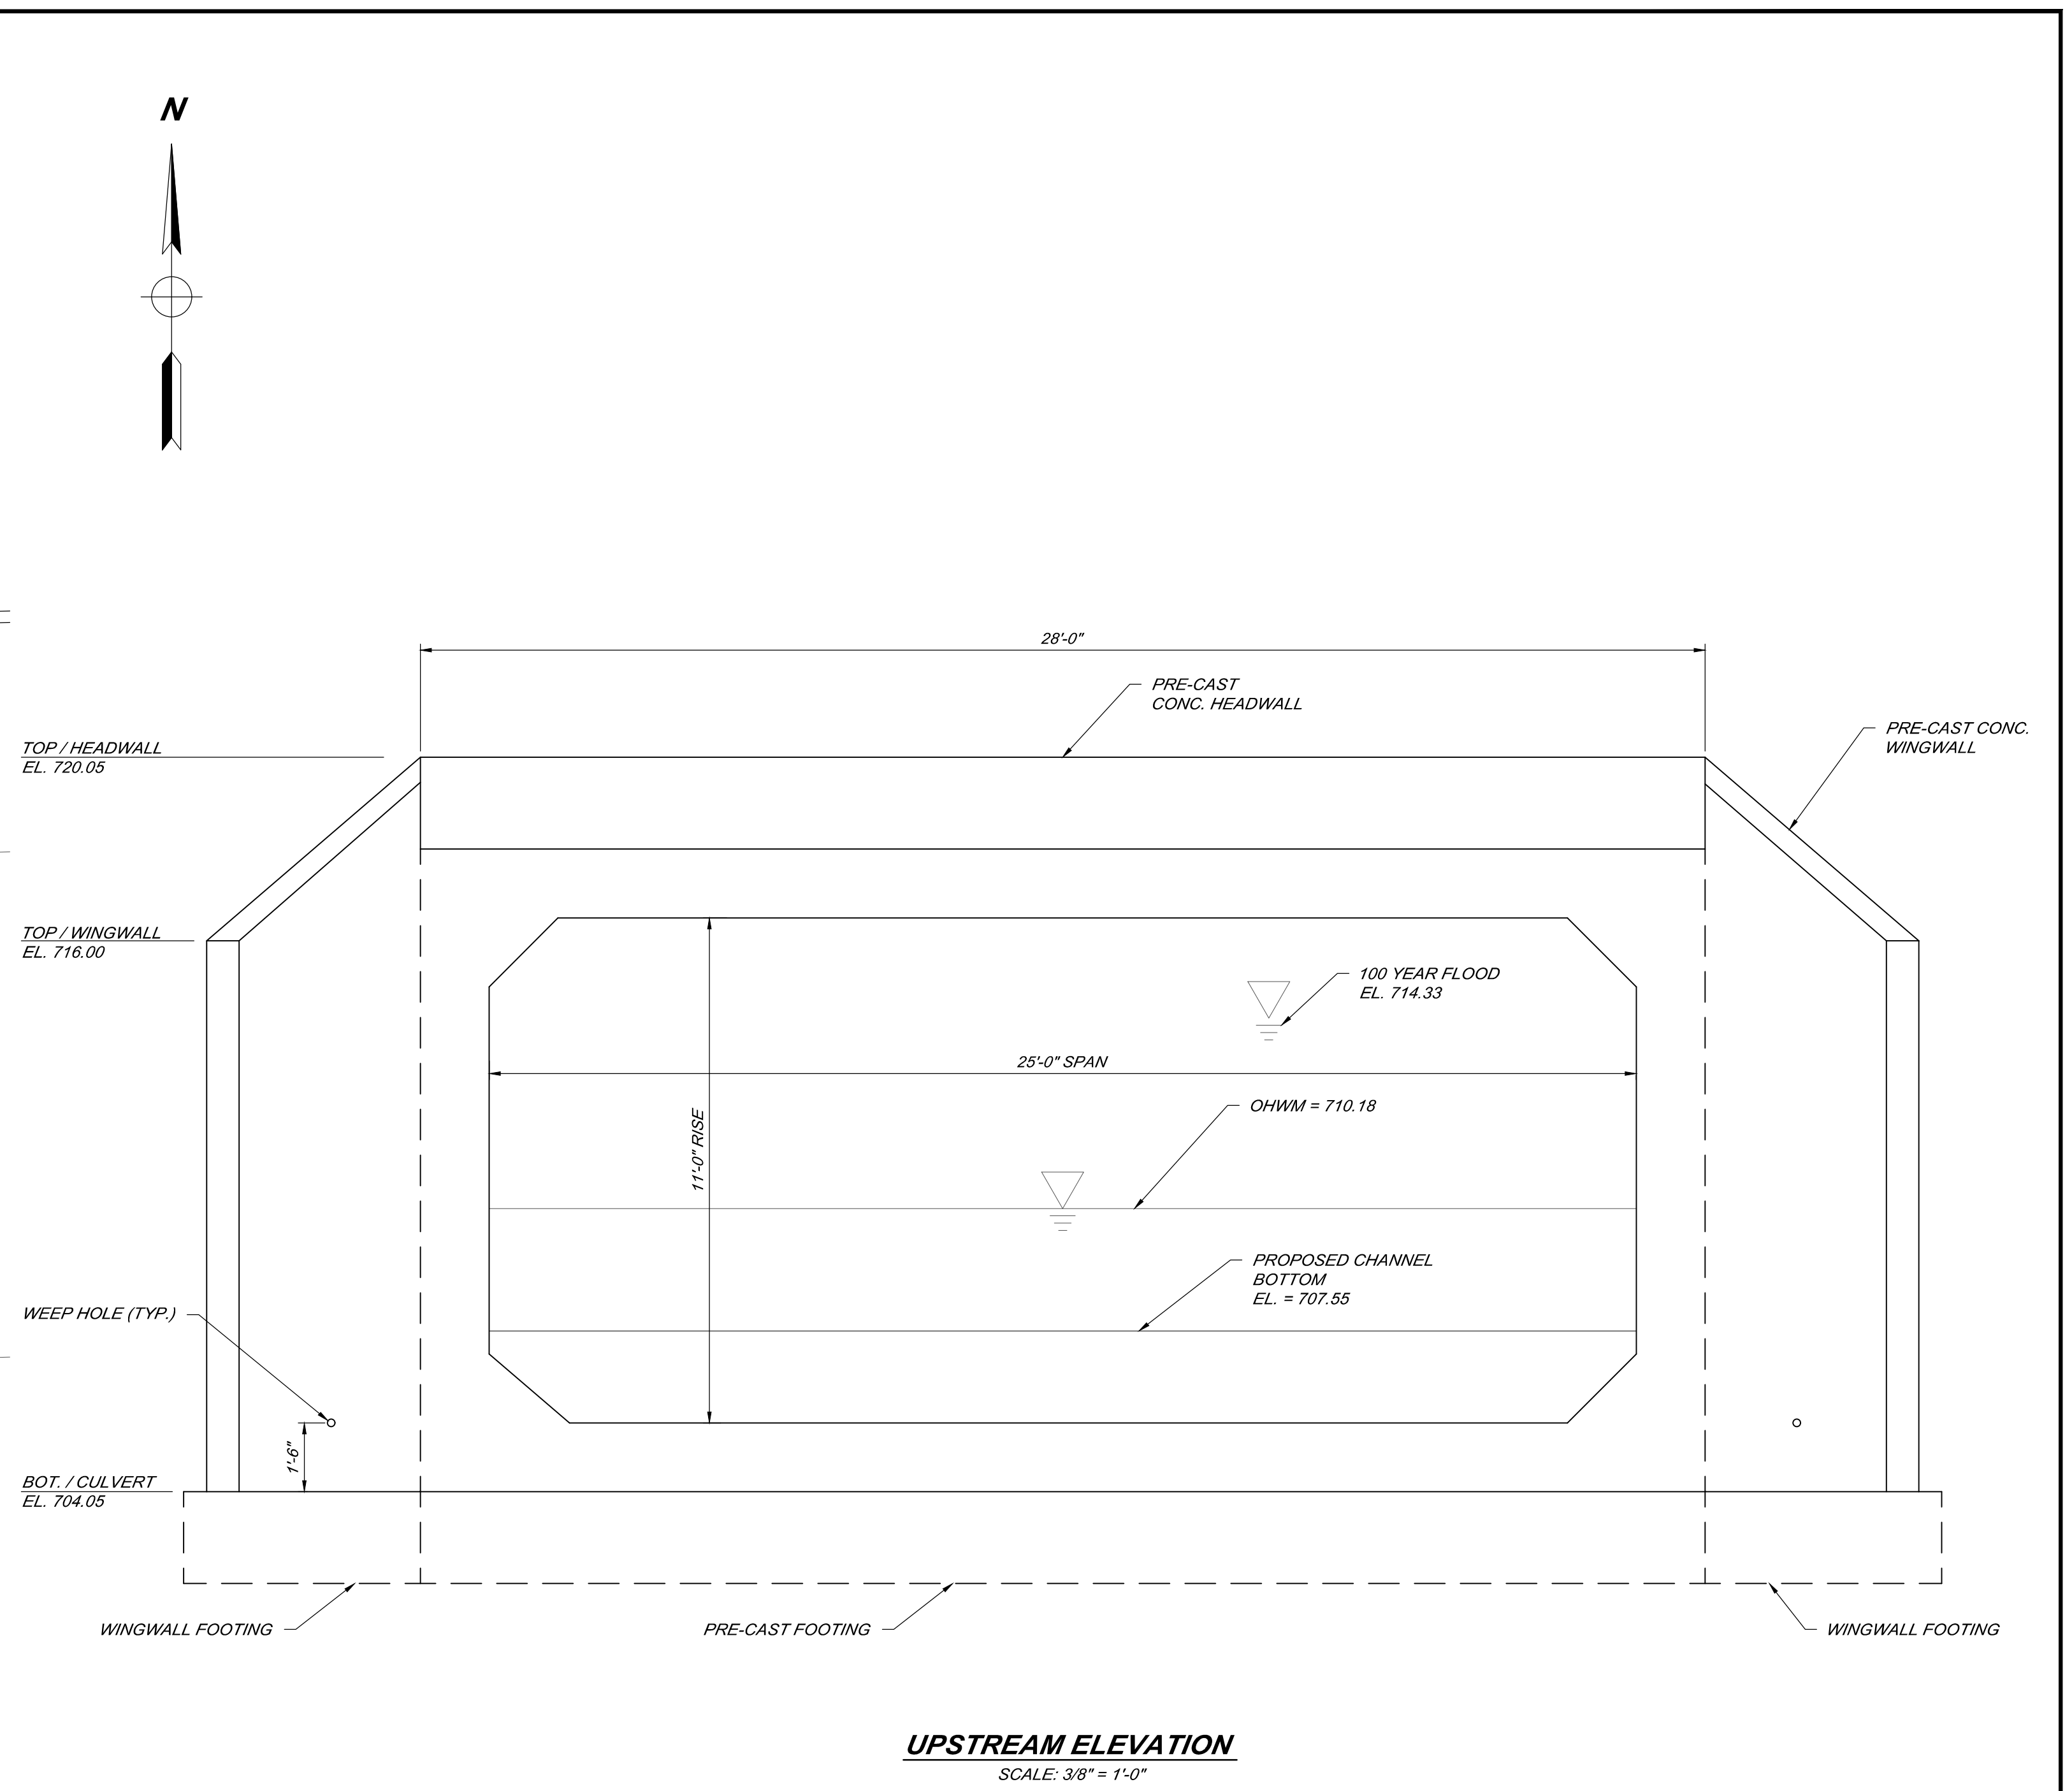 N
28'-0"
PRE-CAST
CONC. HEADWALL
PRE-CAST CONC.
WINGWALL
TOP / HEADWALL
EL. 720.05
TOP / WINGWALL
EL. 716.00
100 YEAR FLOOD
EL. 714.33
25'-0" SPAN
11'-0" RISE
OHWM = 710.18
PROPOSED CHANNEL
BOTTOM
EL. = 707.55
WEEP HOLE (TYP.)
1'-6"
BOT. / CULVERT
EL. 704.05
WINGWALL FOOTING
PRE-CAST FOOTING
WINGWALL FOOTING
UPSTREAM ELEVATION
SCALE: 3/8" = 1'-0"